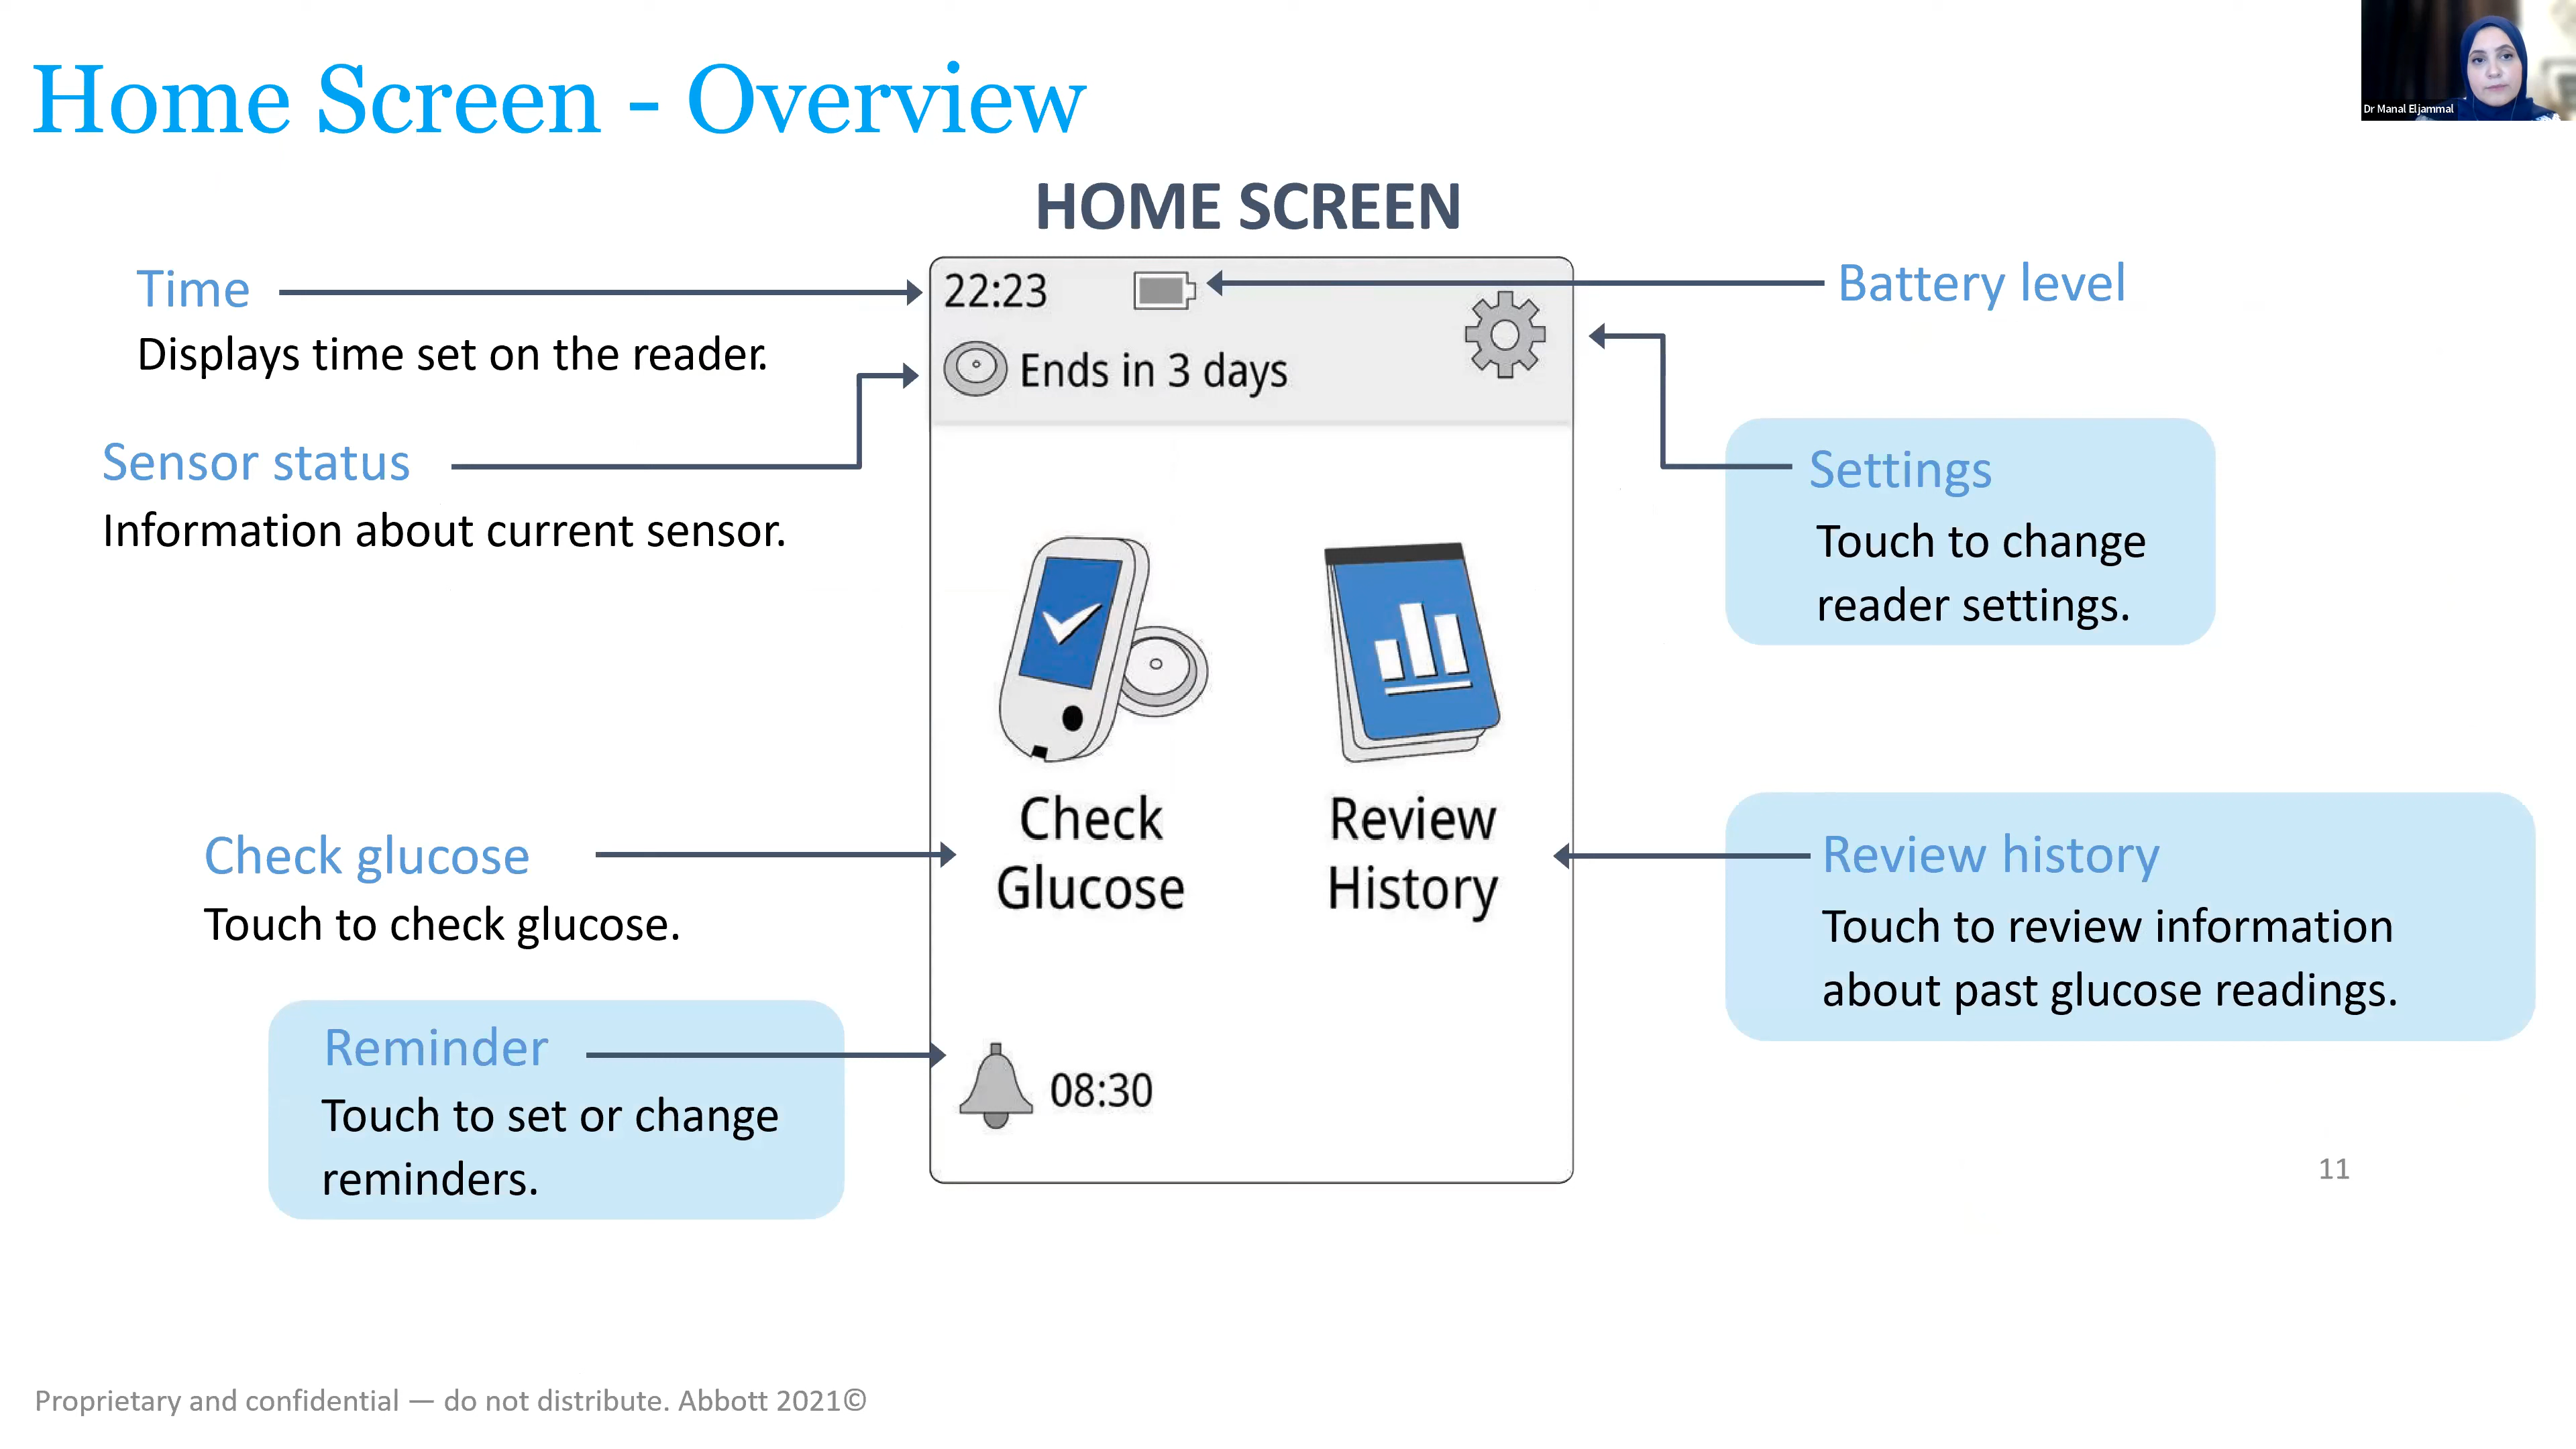 Home Screen - Overview
Dr Manal Eljammal
HOME SCREEN
Time
Displays time set on the reader.
Sensor status
Information about current sensor.
Check glucose
Touch to check glucose.
Reminder
Touch to set or change
reminders.
22:23
Ends in 3 days
Check
Glucose
Review
History
08:30
Battery level
Settings
Touch to change
reader settings.
Review history
Touch to review information
about past glucose readings.
11
Proprietary and confidential — do not distribute. Abbott 2021©